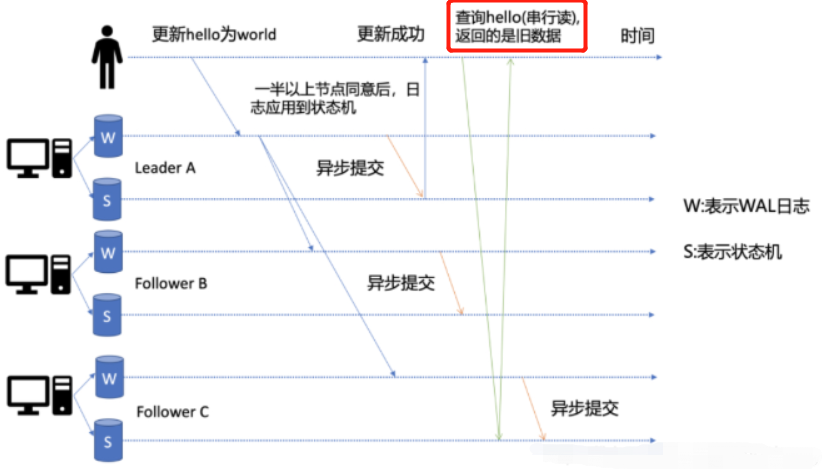 更新hello为world
更新成功
查询hello(串行读),
返回的是旧数据
时间
一半以上节点同意后，日
志应用到状态机
W
Leader A
异步提交
S
W:表示WAL日志
W
S:表示状态机
Follower B
异步提交
S
W
Follower C
异步提交
S